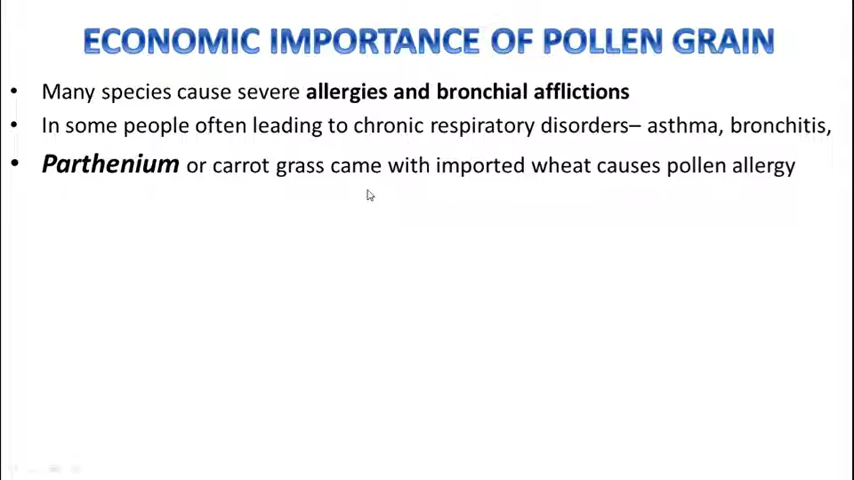 ECONOMIC IMPORTANCE OF POLLEN GRAIN
• Many species cause severe allergies and bronchial afflictions
• In some people often leading to chronic respiratory disorders– asthma, bronchitis,
• Parthenium or carrot grass came with imported wheat causes pollen allergy